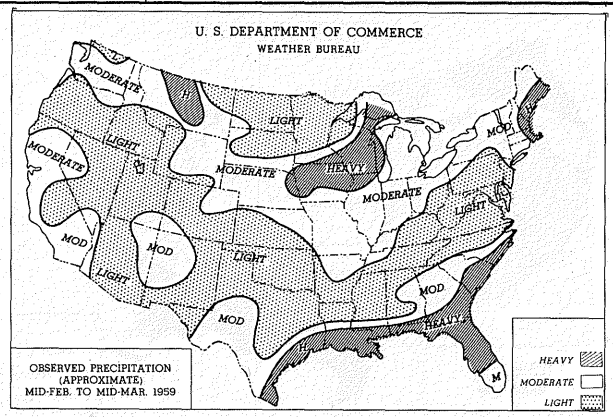 U. S. DEPARTMENT OF COMMERCE
WEATHER BUREAU
L
MODERATE
H
LIGHT
H
MOD
LIGHT
MODERATE
MODERATE
HEAVY
MODERATE
LIGHT
MOD
MOD
LIGHT
LIGHT
MOD
MOD
HEAVY
H
M
OBSERVED PRECIPITATION
(APPROXIMATE)
MID-FEB. TO MID-MAR. 1959
HEAVY
MODERATE
LIGHT